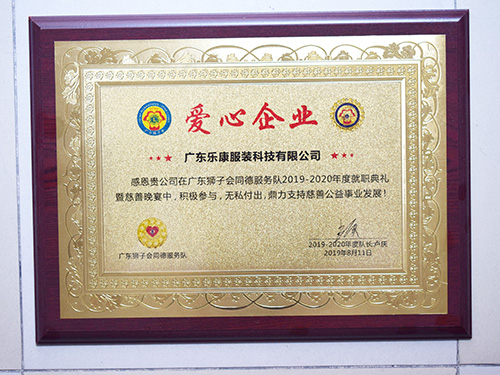 爱心企业
广东乐康服装科技有限公司
感恩贵公司在广东狮子会同德服务队2019-2020年度就职典礼
暨慈善晚宴中，积极参与，无私付出，鼎力支持慈善公益事业发展！
广东狮子会同德服务队
2019-2020年度队长:卢庆
2019年8月11日